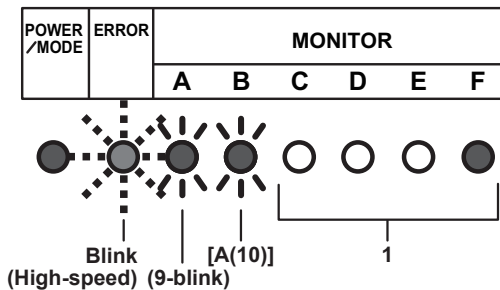 POWER
/MODE
ERROR
MONITOR
A B C D E F
Blink
(High-speed)
(9-blink)
[A(10)]
1